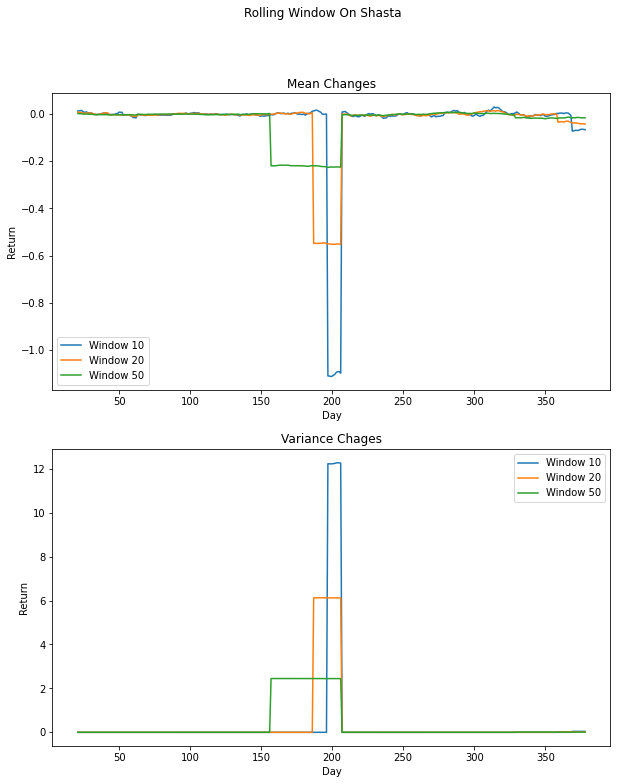 Rolling Window On Shasta
Mean Changes
0.0
−0.2
−0.4
−0.6
−0.8
−1.0
Return
Window 10
Window 20
Window 50
50 100 150 200 250 300 350
Day
Variance Chages
12
10
8
6
4
2
0
Return
Window 10
Window 20
Window 50
50 100 150 200 250 300 350
Day